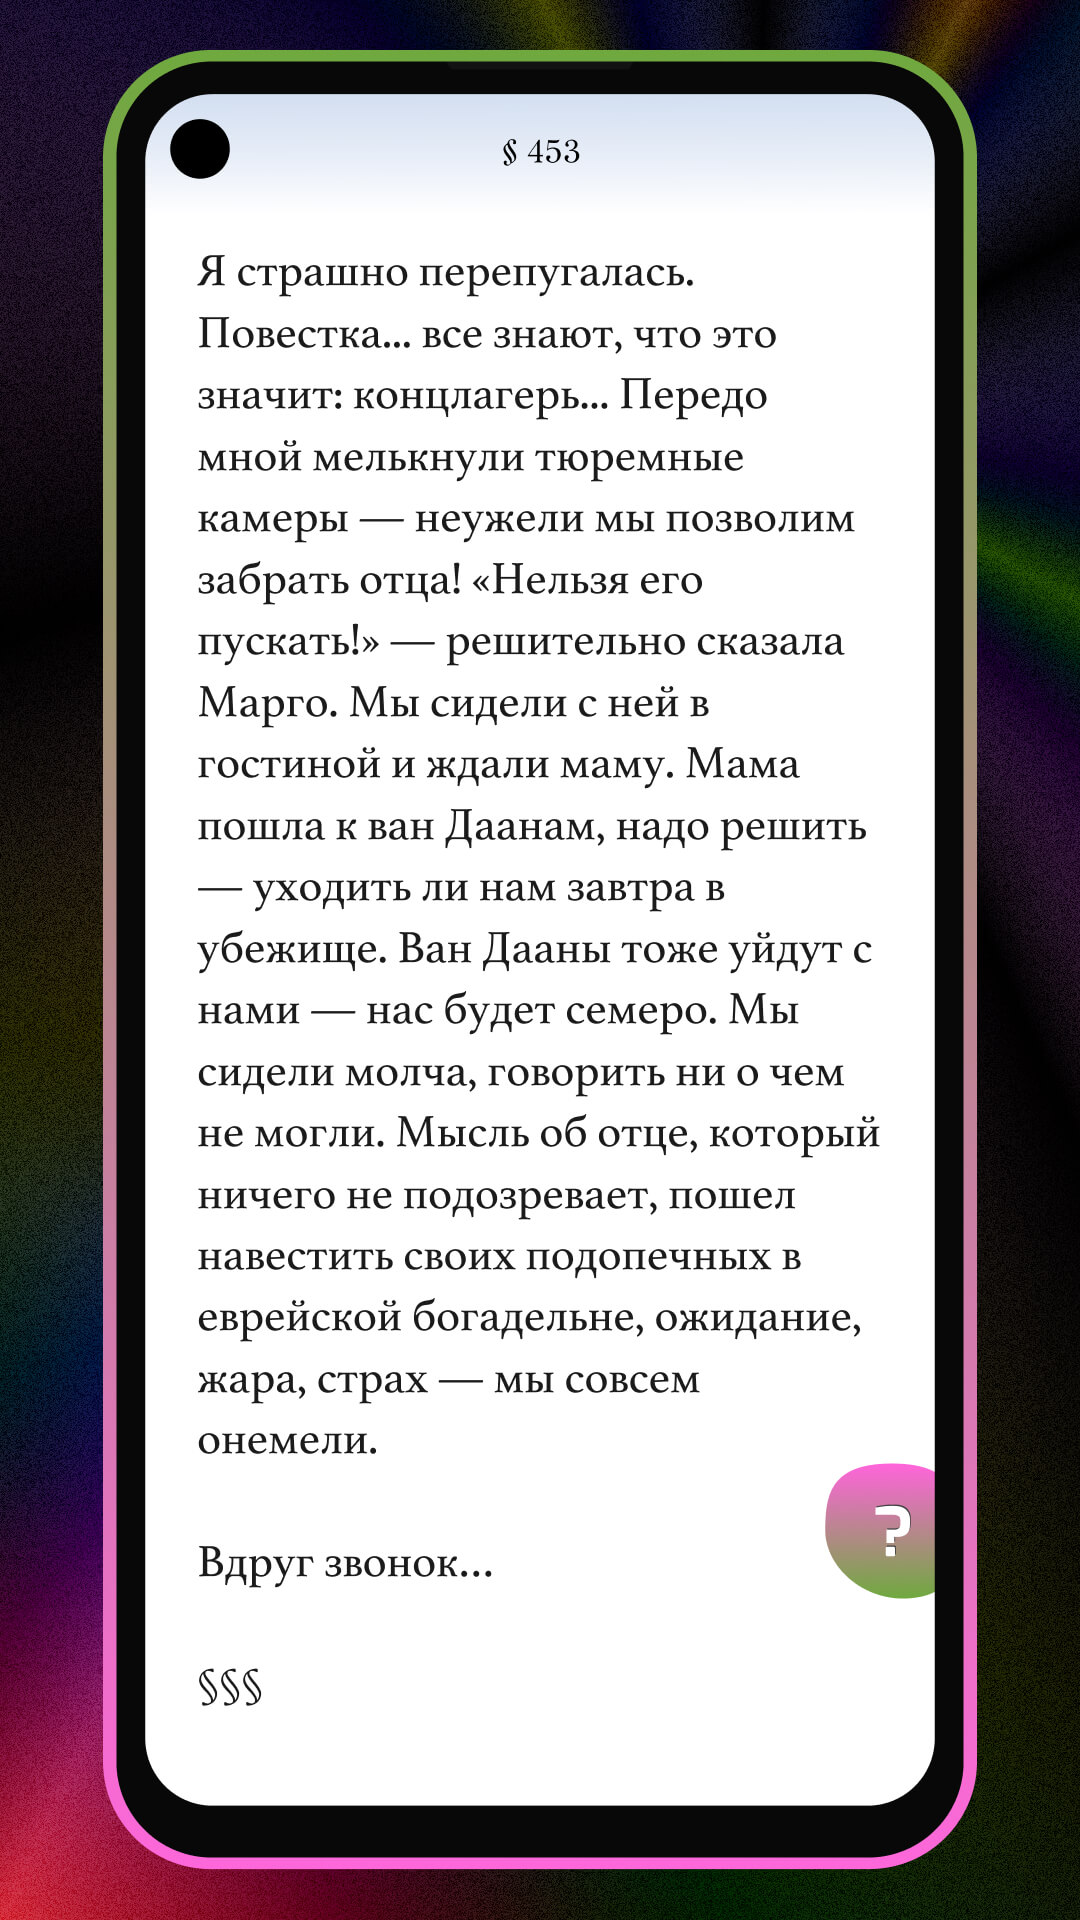 § 453
Я страшно перепугалась.
Повестка... все знают, что это
значит: концлагерь... Передо
мной мелькнули тюремные
камеры — неужели мы позволим
забрать отца! «Нельзя его
пускать!» — решительно сказала
Марго. Мы сидели с ней в
гостиной и ждали маму. Мама
пошла к ван Даанам, надо решить
— уходить ли нам завтра в
убежище. Ван Дааны тоже уйдут с
нами — нас будет семеро. Мы
сидели молча, говорить ни о чем
не могли. Мысль об отце, который
ничего не подозревает, пошел
навестить своих подопечных в
еврейской богадельне, ожидание,
жара, страх — мы совсем
онемели.
?
Вдруг звонок...
§§§